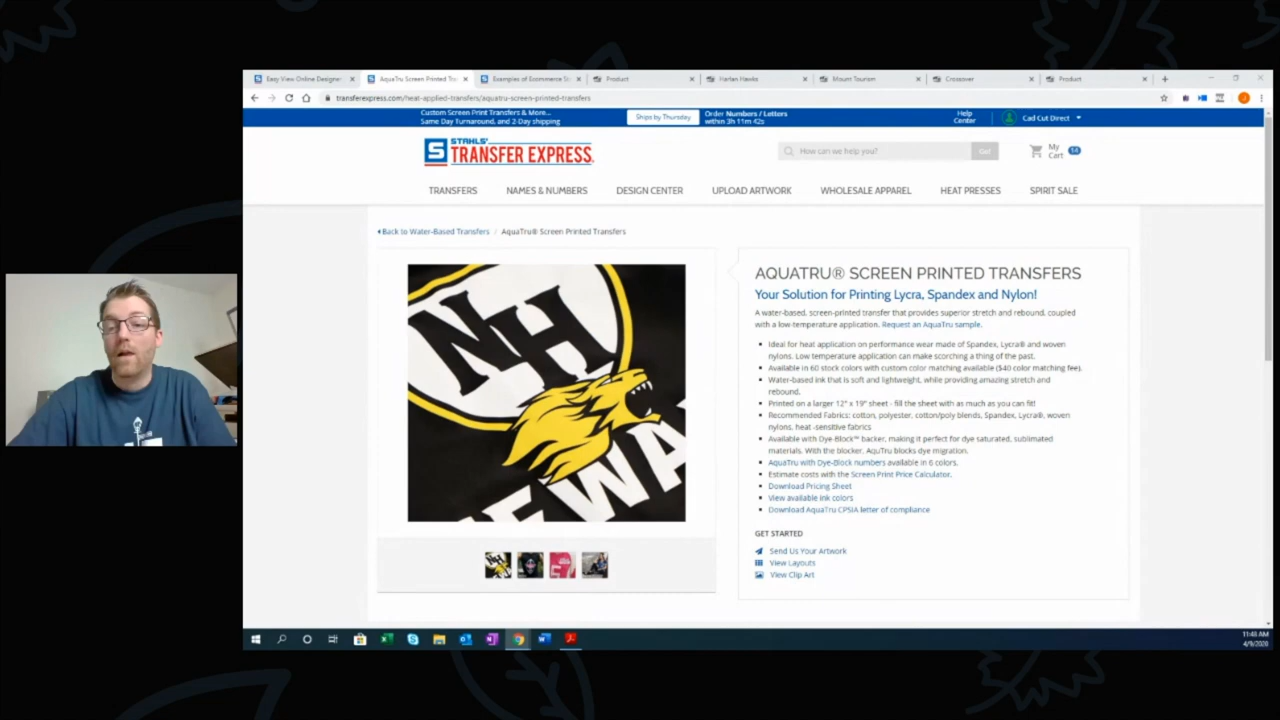 Easy View Online Designer
AquaTru Screen Printed Tra
Examples of Ecommerce St
Product
Harlan Hawks
Mount Tourism
Crossover
Product
transferexpress.com/heat-applied-transfers/aquatru-screen-printed-transfers
Custom Screen Print Transfers & More...
Same Day Turnaround, and 2-Day shipping
Ships by Thursday
Order Numbers / Letters
within 3h 11m 42s
Help
Center
Cad Cut Direct
STAHLS'
TRANSFER EXPRESS.
How can we help you?
Go!
My
Cart
14
TRANSFERS
NAMES & NUMBERS
DESIGN CENTER
UPLOAD ARTWORK
WHOLESALE APPAREL
HEAT PRESSES
SPIRIT SALE
Back to Water-Based Transfers / AquaTru® Screen Printed Transfers
NH
EWA
AQUATRU® SCREEN PRINTED TRANSFERS
Your Solution for Printing Lycra, Spandex and Nylon!
A water-based, screen-printed transfer that provides superior stretch and rebound, coupled
with a low-temperature application. Request an AquaTru sample.
Ideal for heat application on performance wear made of Spandex, Lycra® and woven
nylons. Low temperature application can make scorching a thing of the past.
Available in 60 stock colors with custom color matching available ($40 color matching fee).
Water-based ink that is soft and lightweight, while providing amazing stretch and
rebound.
Printed on a larger 12" x 19" sheet - fill the sheet with as much as you can fit!
Recommended Fabrics: cotton, polyester, cotton/poly blends, Spandex, Lycra®, woven
nylons, heat -sensitive fabrics
Available with Dye-Block™ backer, making it perfect for dye saturated, sublimated
materials. With the blocker, AquTru blocks dye migration.
AquaTru with Dye-Block numbers available in 6 colors.
Estimate costs with the Screen Print Price Calculator.
Download Pricing Sheet
View available ink colors
Download AquaTru CPSIA letter of compliance
GET STARTED
Send Us Your Artwork
View Layouts
View Clip Art
11:48 AM
4/9/2020